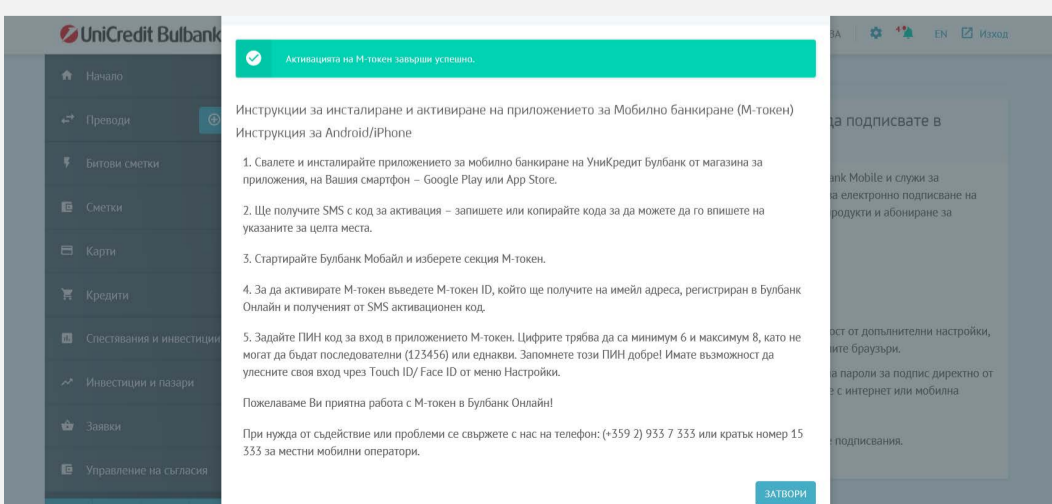 UniCredit Bulbank
ВА
EN
Изход
Начало
Преводи
Битови сметки
Сметки
Карти
Кредити
Спестявания и инвестиции
Инвестиции и пазари
Заявки
Управление на съгласия
Активацията на М-токен завърши успешно.
Инструкции за инсталиране и активиране на приложението за Мобилно банкиране (М-токен)
Инструкция за Android/iPhone
1. Свалете и инсталирайте приложението за мобилно банкиране на УниКредит Булбанк от магазина за
приложения, на Вашия смартфон – Google Play или App Store.
2. Ще получите SMS с код за активация – запишете или копирайте кода за да можете да го впишете на
указаните за целта места.
3. Стартирайте Булбанк Мобайл и изберете секция М-токен.
4. За да активирате М-токен въведете М-токен ID, който ще получите на имейл адреса, регистриран в Булбанк
Онлайн и полученият от SMS активационен код.
5. Задайте ПИН код за вход в приложението М-токен. Цифрите трябва да са минимум 6 и максимум 8, като не
могат да бъдат последователни (123456) или еднакви. Запомнете този ПИН добре! Имате възможност да
улесните своя вход чрез Touch ID/ Face ID от меню Настройки.
Пожелаваме Ви приятна работа с М-токен в Булбанк Онлайн!
При нужда от съдействие или проблеми се свържете с нас на телефон: (+359 2) 933 7 333 или кратък номер 15
333 за местни мобилни оператори.
ЗАТВОРИ
да подписвате в
ank Mobile и служи за
за електронно подписване на
продукти и абониране за
ост от допълнителни настройки,
ите браузъри.
а пароли за подпис директно от
е с интернет или мобилна
подписвания.